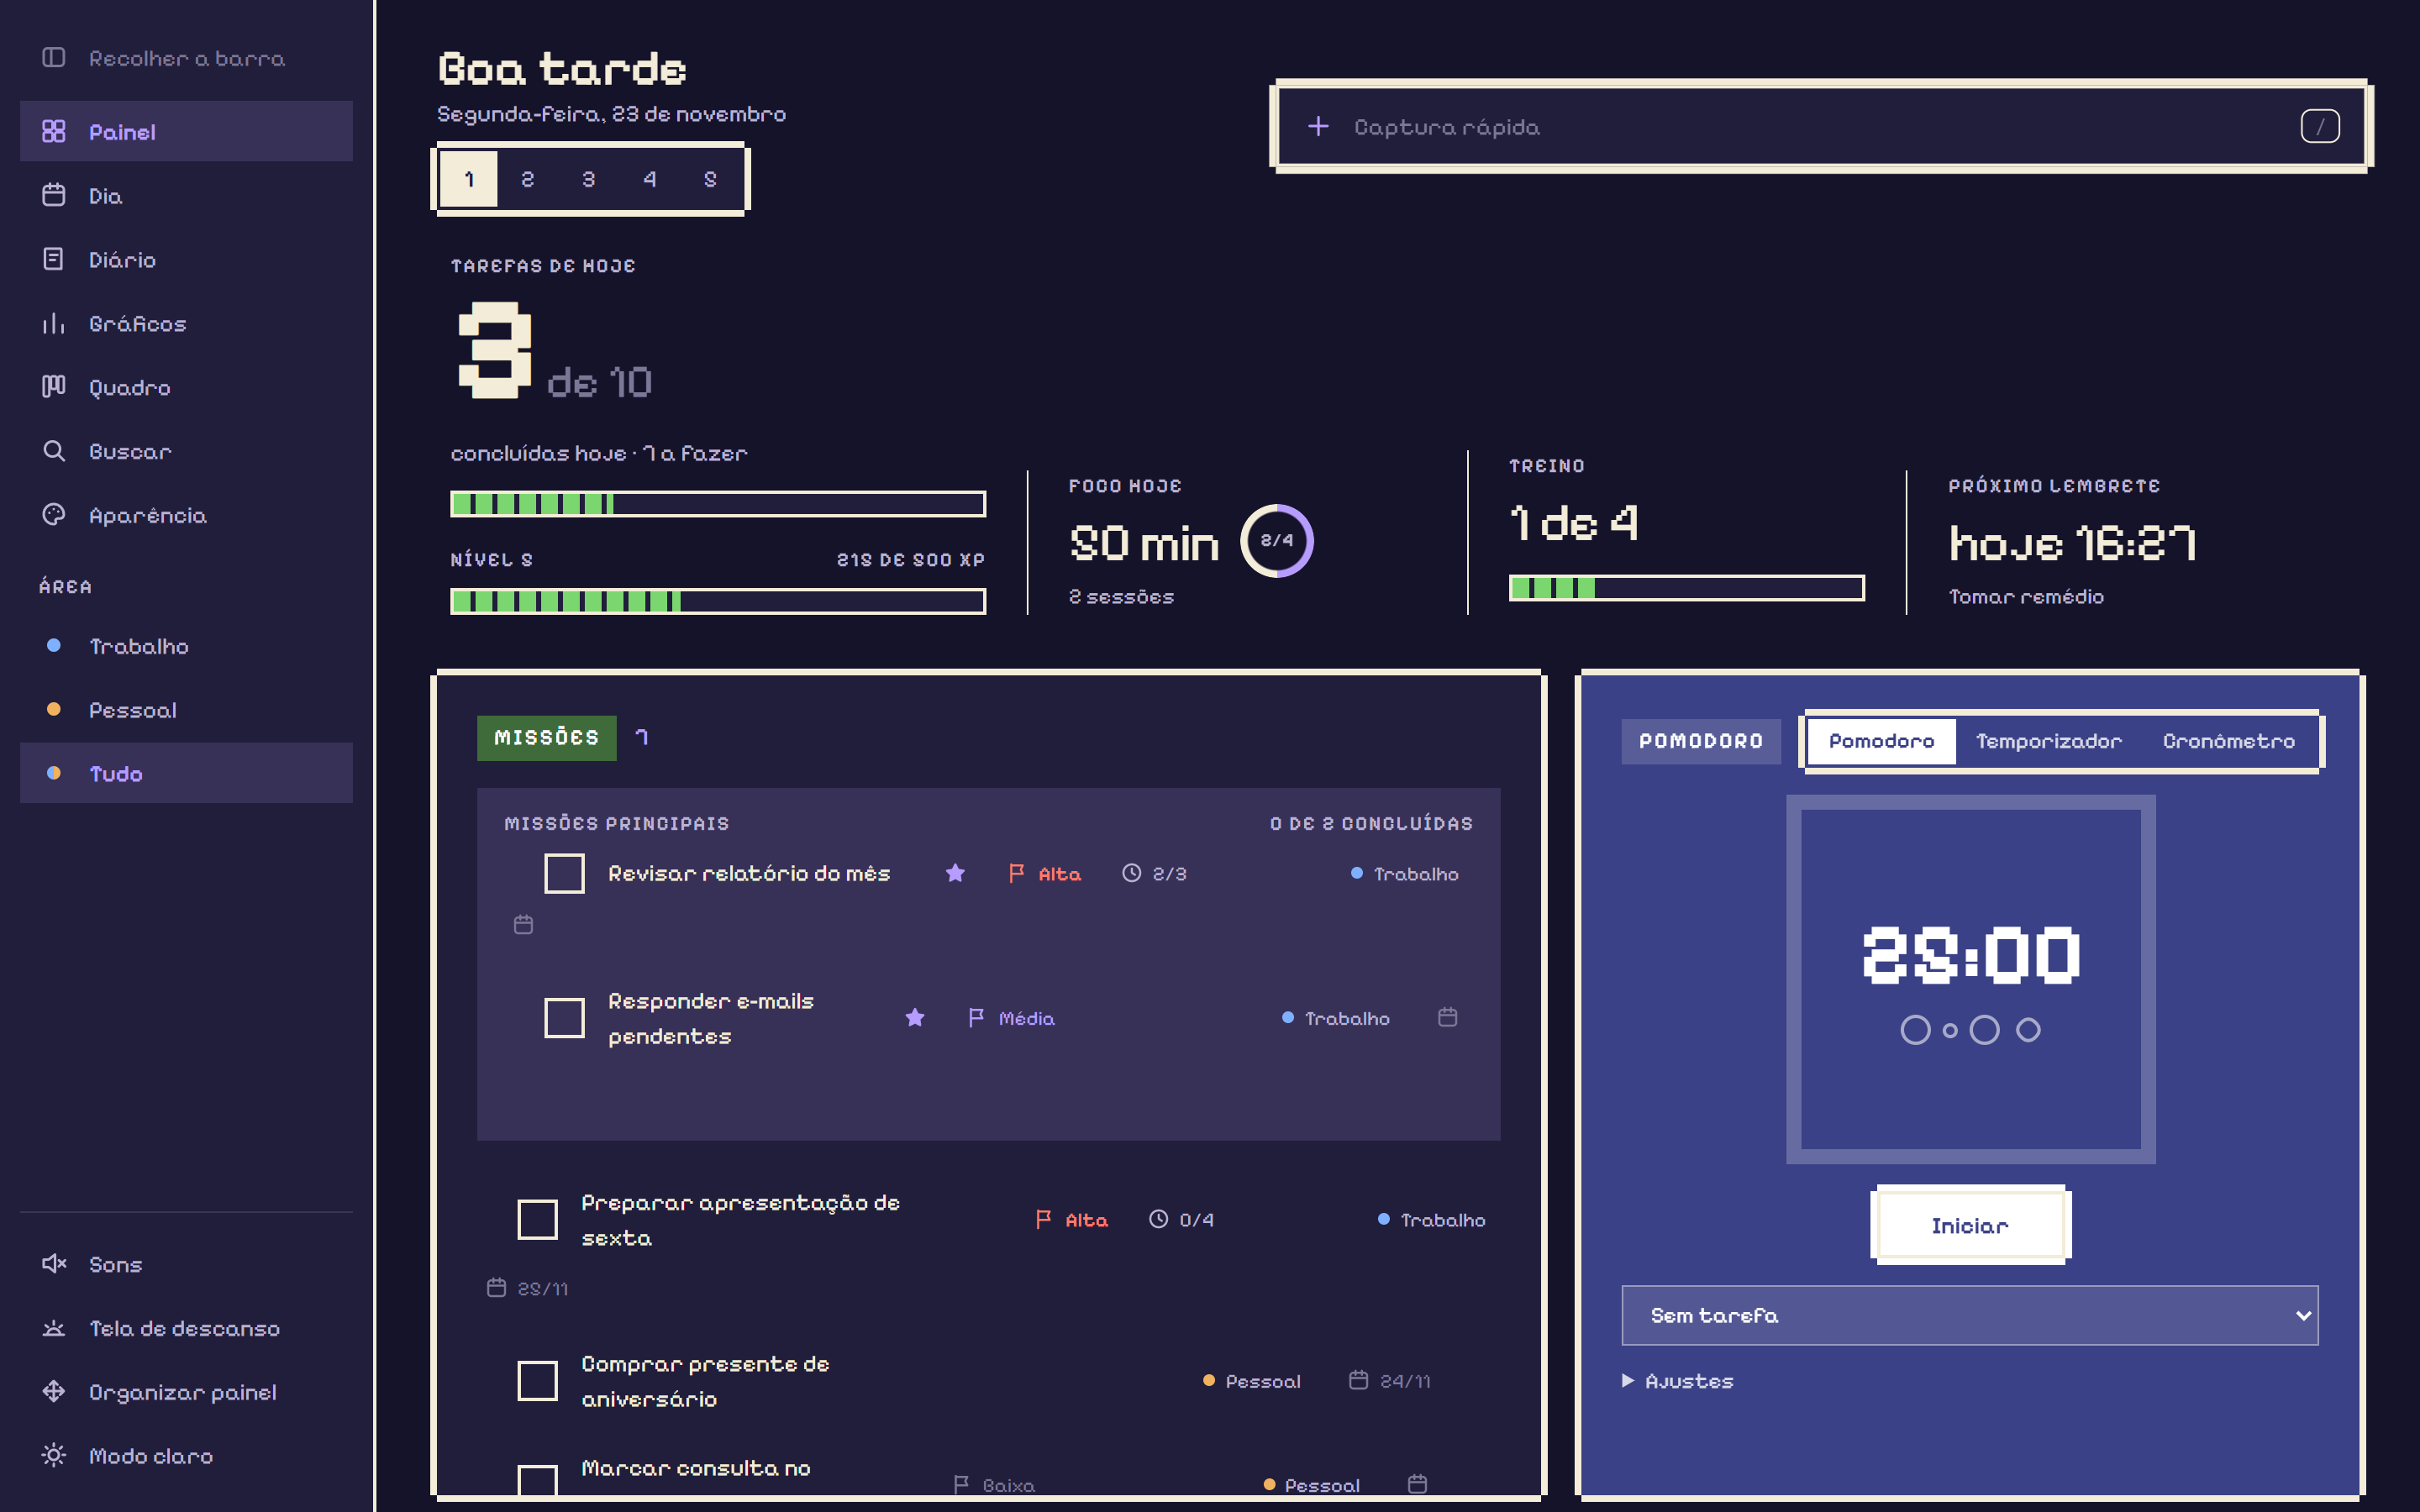 Recolher a barra
Painel
Dia
Diário
Gráficos
Quadro
Buscar
Aparência
ÁREA
Trabalho
Pessoal
Tudo
Sons
Tela de descanso
Organizar painel
Modo claro
Boa tarde
Segunda-feira, 23 de novembro
1 2 3 4 5
Captura rápida /
TAREFAS DE HOJE
3 de 10
concluídas hoje · 7 a fazer
NÍVEL 5 215 DE 500 XP
FOCO HOJE
50 min 2/4
2 sessões
TREINO
1 de 4
PRÓXIMO LEMBRETE
hoje 16:27
Tomar remédio
MISSÕES 7
MISSÕES PRINCIPAIS 0 DE 2 CONCLUÍDAS
Revisar relatório do mês Alta 2/3 Trabalho
Responder e-mails
pendentes
Média Trabalho
Preparar apresentação de
sexta
Alta 0/4 Trabalho
25/11
Comprar presente de
aniversário
Pessoal 24/11
Marcar consulta no
Baixa Pessoal
POMODORO
Pomodoro Temporizador Cronômetro
25:00
Iniciar
Sem tarefa
Ajustes